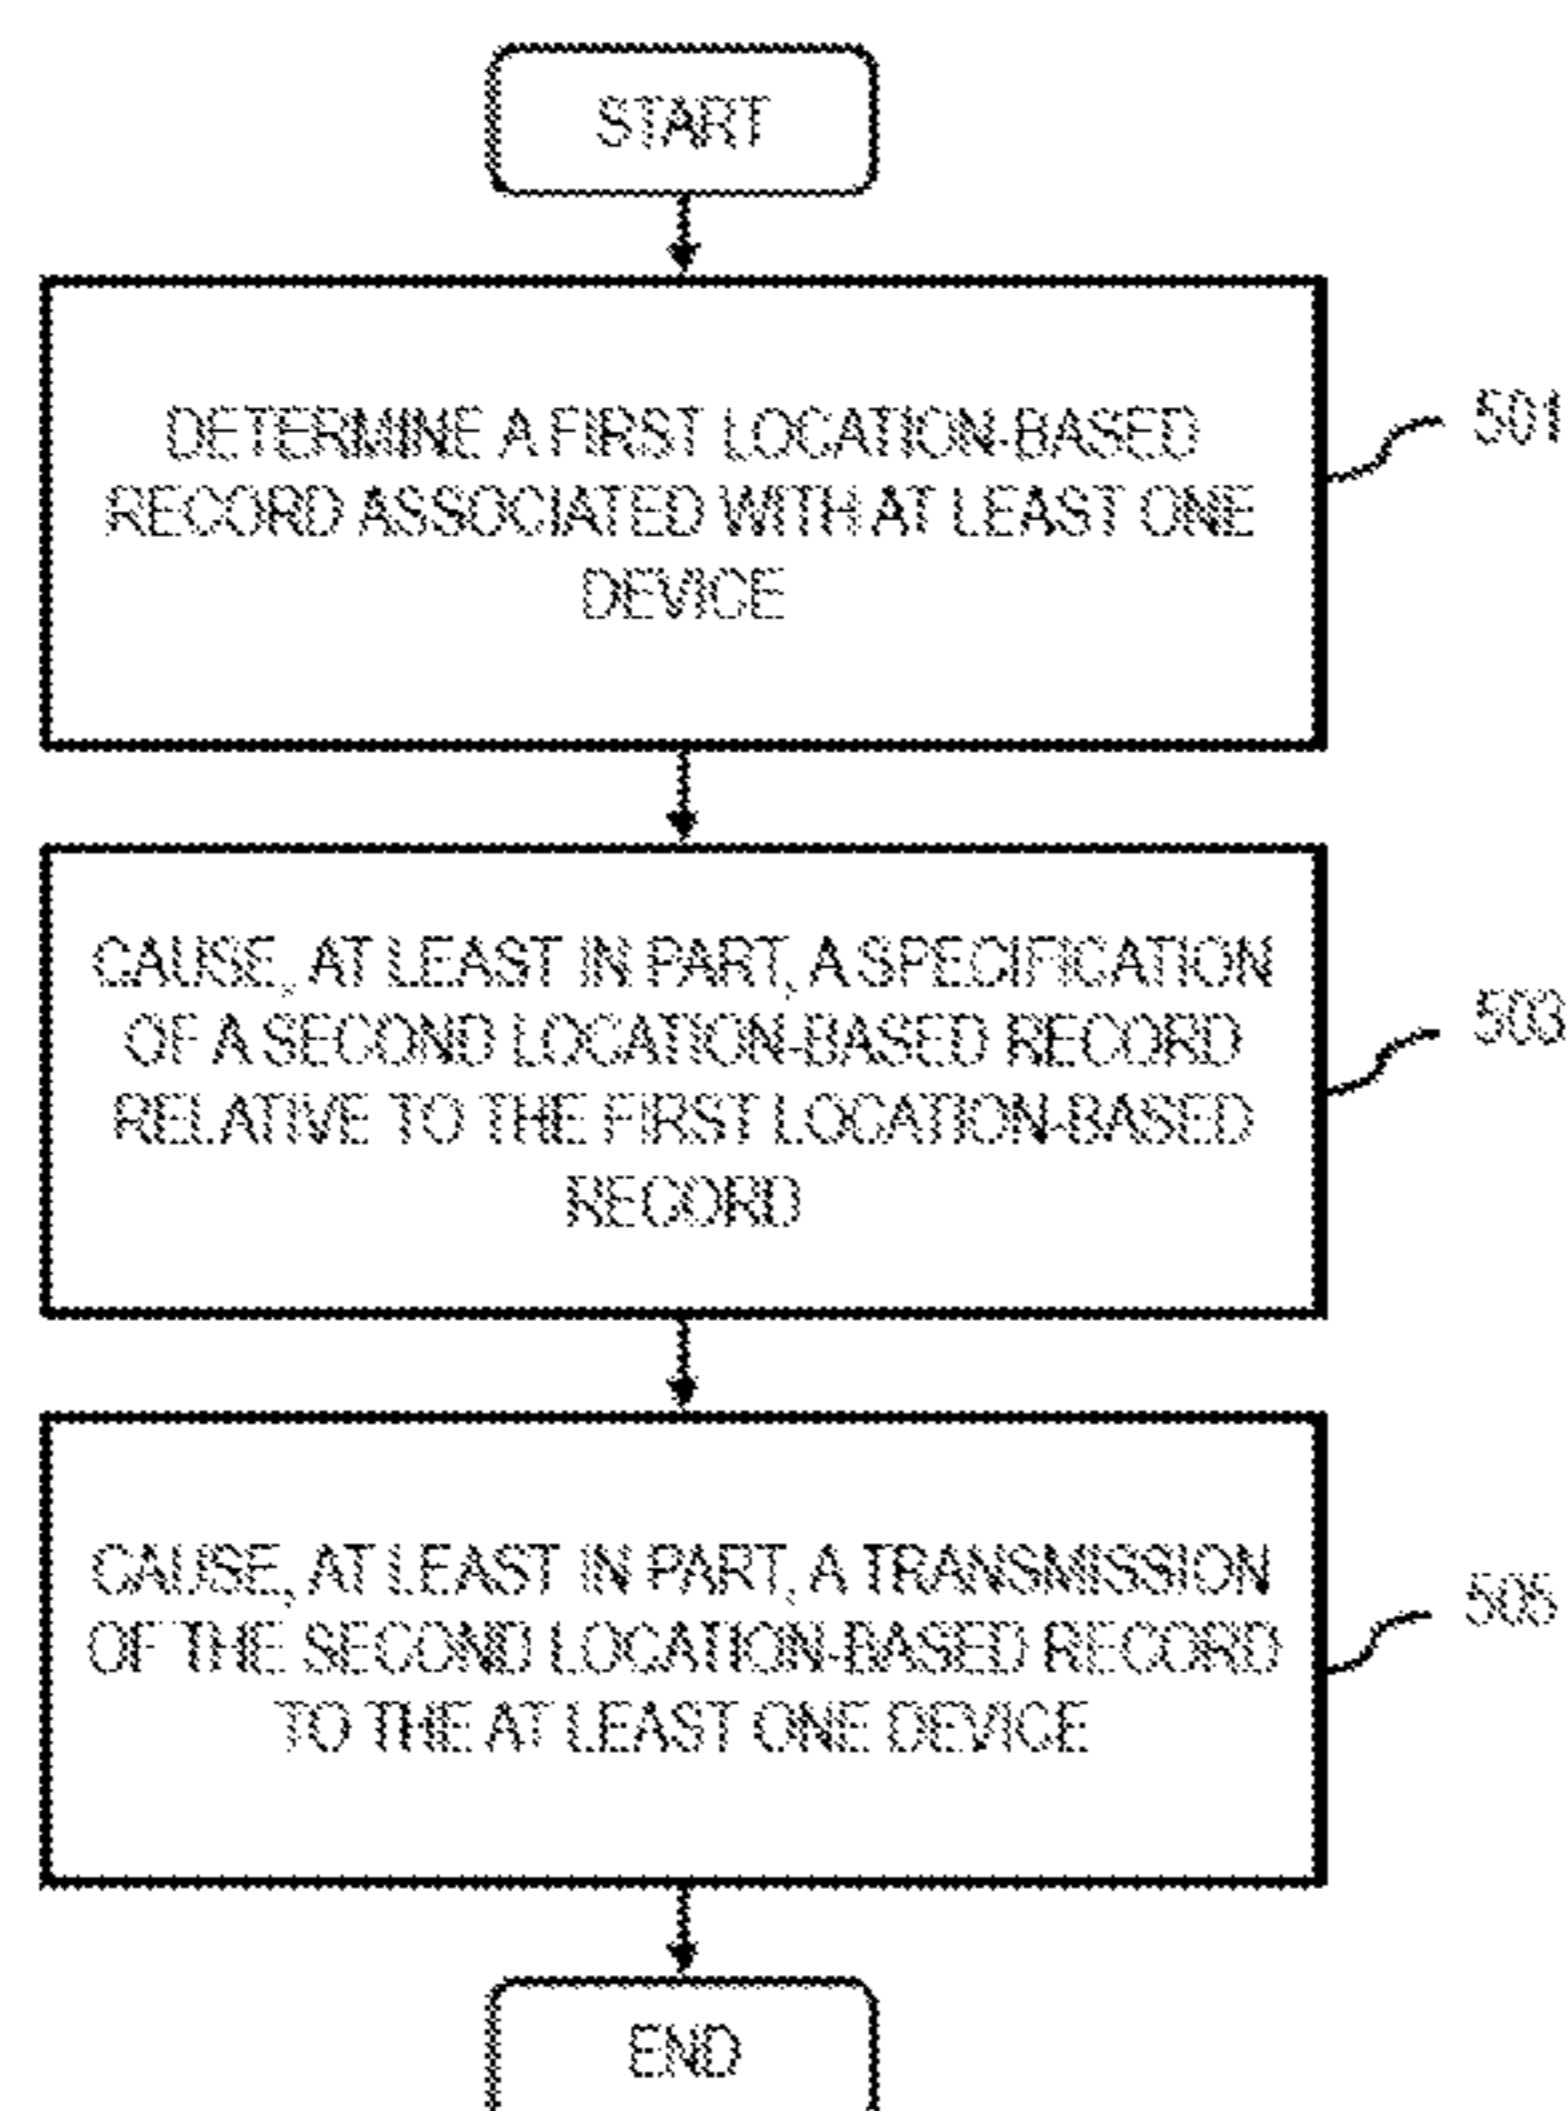 START
DETERMINE A FIRST LOCATION-BASED
RECORD ASSOCIATED WITH AT LEAST ONE
DEVICE
501
CAUSE, AT LEAST IN PART, A SPECIFICATION
OF A SECOND LOCATION-BASED RECORD
RELATIVE TO THE FIRST LOCATION-BASED
RECORD
503
CAUSE, AT LEAST IN PART, A TRANSMISSION
OF THE SECOND LOCATION-BASED RECORD
TO THE AT LEAST ONE DEVICE
505
END